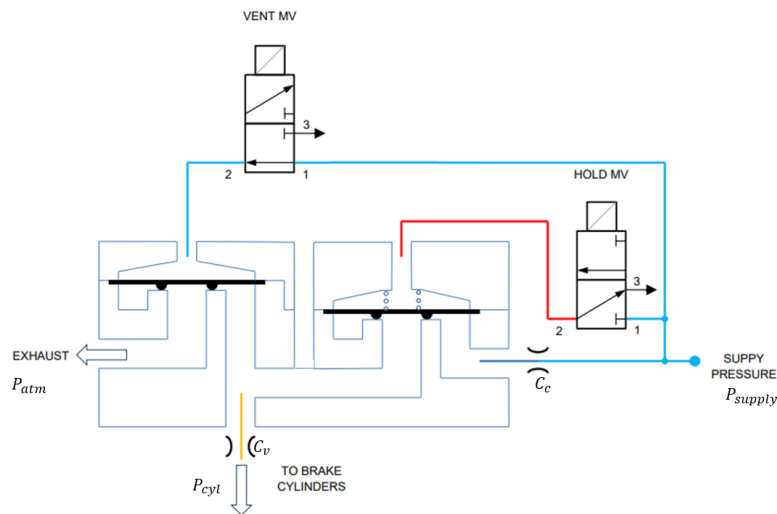 VENT MV
3
2
1
HOLD MV
3
2
1
EXHAUST
P_atm
C_c
SUPPY
PRESSURE
P_supply
C_v
P_cyl
TO BRAKE
CYLINDERS